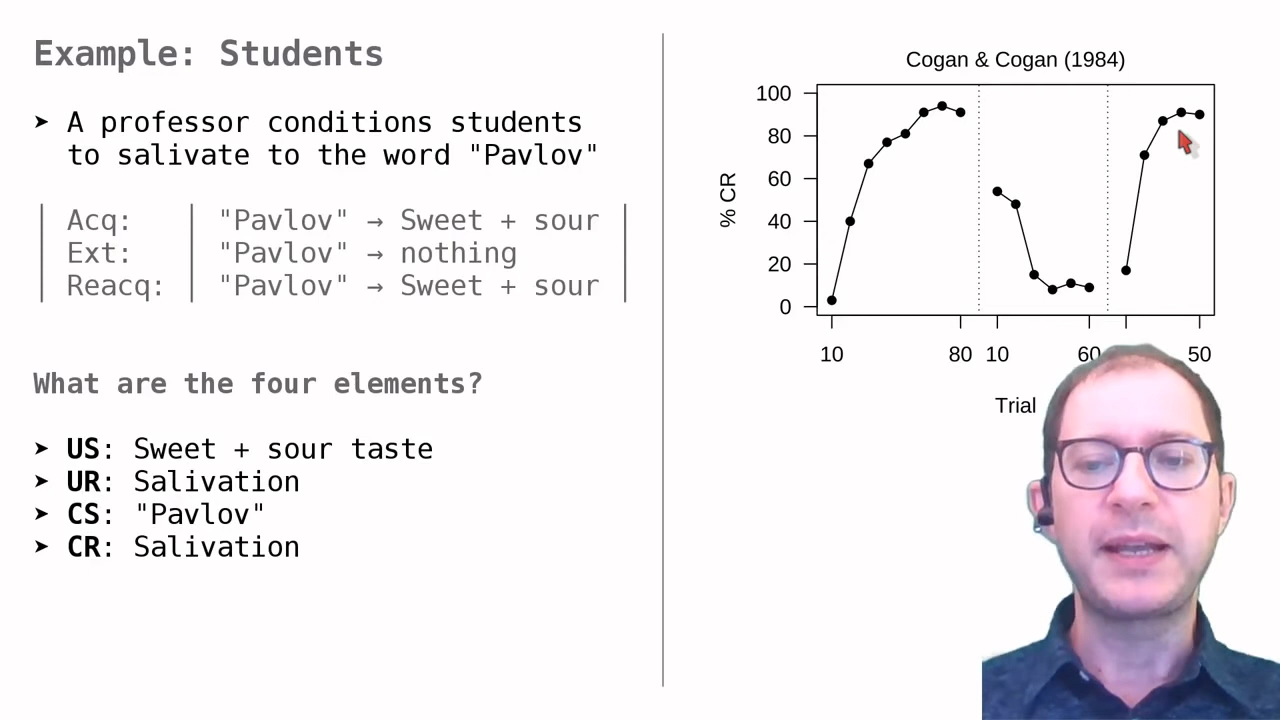 Example: Students
➤ A professor conditions students
to salivate to the word "Pavlov"
Acq: "Pavlov" → Sweet + sour
Ext: "Pavlov" → nothing
Reacq: "Pavlov" → Sweet + sour
What are the four elements?
➤ US: Sweet + sour taste
➤ UR: Salivation
➤ CS: "Pavlov"
➤ CR: Salivation
Cogan & Cogan (1984)
100
80
60
40
20
0
% CR
10 80 10 60 50
Trial